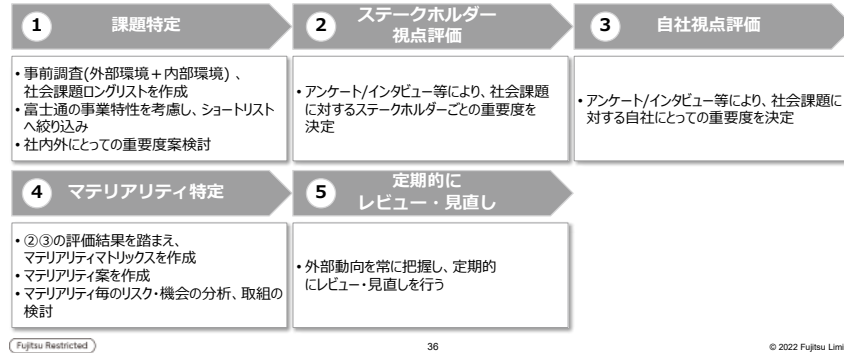 1 課題特定
2 ステークホルダー
視点評価
3 自社視点評価
• 事前調査(外部環境＋内部環境) 、
社会課題ロングリストを作成
• 富士通の事業特性を考慮し、ショートリスト
へ絞り込み
• 社内外にとっての重要度案検討
• アンケート/インタビュー等により、社会課題
に対するステークホルダーごとの重要度を
決定
• アンケート/インタビュー等により、社会課題に
対する自社にとっての重要度を決定
4 マテリアリティ特定
5 定期的に
レビュー・見直し
• ②③の評価結果を踏まえ、
マテリアリティマトリックスを作成
• マテリアリティ案を作成
• マテリアリティ毎のリスク・機会の分析、取組の
検討
• 外部動向を常に把握し、定期的
にレビュー・見直しを行う
Fujitsu Restricted
36
© 2022 Fujitsu Limi